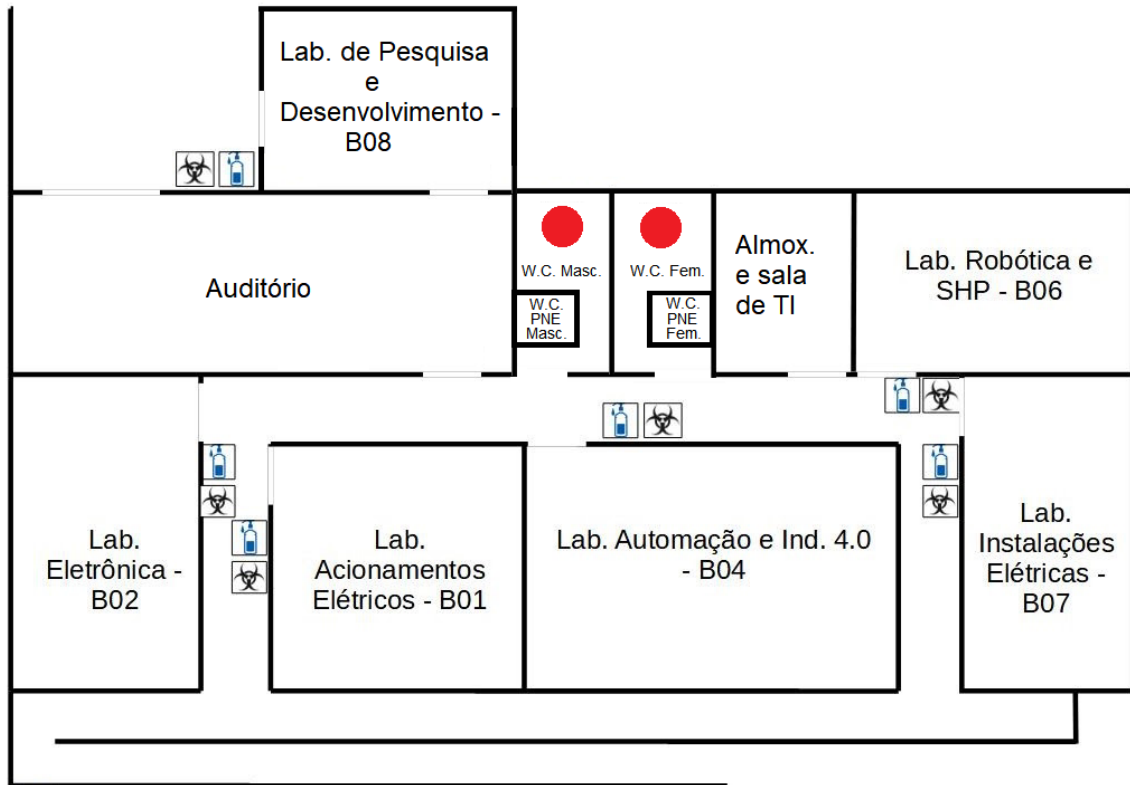 Lab. de Pesquisa
e
Desenvolvimento -
B08
Auditório
W.C. Masc.
W.C.
PNE
Masc.
W.C. Fem.
W.C.
PNE
Fem.
Almox.
e sala
de TI
Lab. Robótica e
SHP - B06
Lab.
Eletrônica -
B02
Lab.
Acionamentos
Elétricos - B01
Lab. Automação e Ind. 4.0
- B04
Lab.
Instalações
Elétricas -
B07